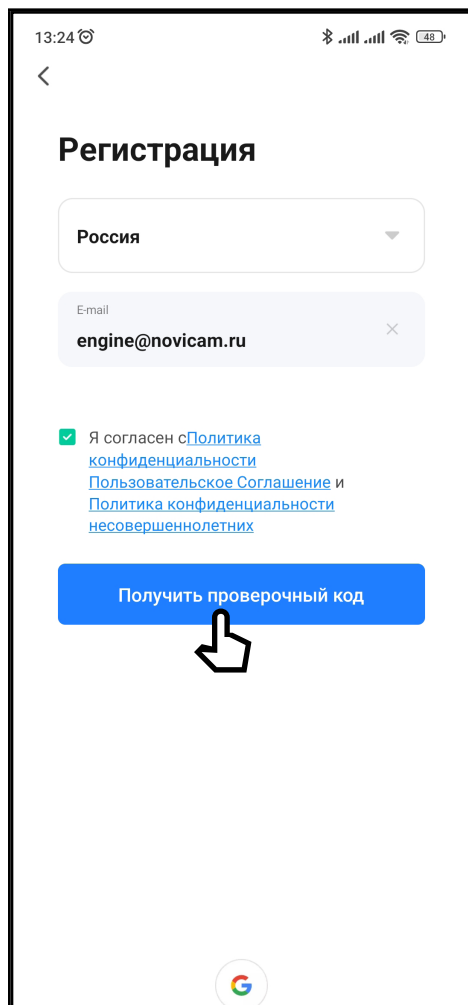 13:24
48
Регистрация
Россия
E-mail
engine@novicam.ru
Я согласен сПолитика
конфиденциальности
Пользовательское Соглашение и
Политика конфиденциальности
несовершеннолетних
Получить проверочный код
G